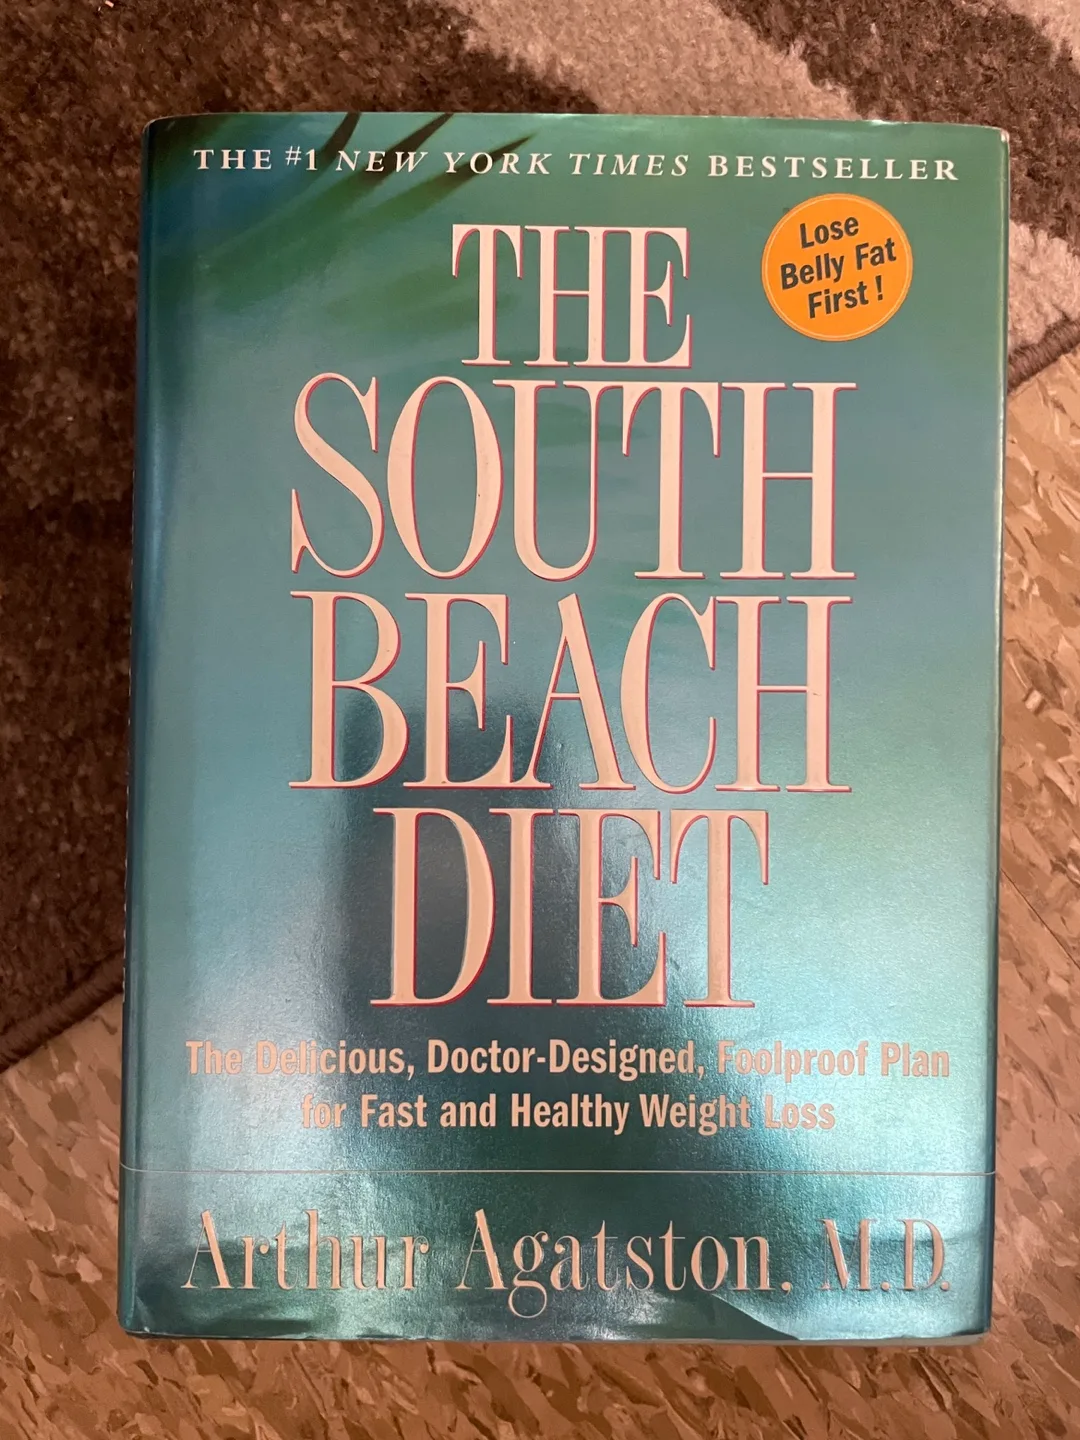 THE #1 NEW YORK TIMES BESTSELLER
Lose
Belly Fat
First!
THE
SOUTH
BEACH
DIET
The Delicious, Doctor-Designed, Foolproof Plan
for Fast and Healthy Weight Loss
Arthur Agatston, M.D.